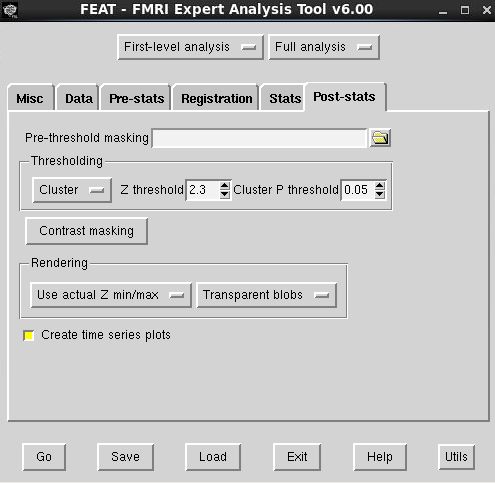 FEAT - FMRI Expert Analysis Tool v6.00
First-level analysis Full analysis
Misc Data Pre-stats Registration Stats Post-stats
Pre-threshold masking
Thresholding
Cluster Z threshold 2.3 Cluster P threshold 0.05
Contrast masking
Rendering
Use actual Z min/max Transparent blobs
Create time series plots
Go Save Load Exit Help Utils